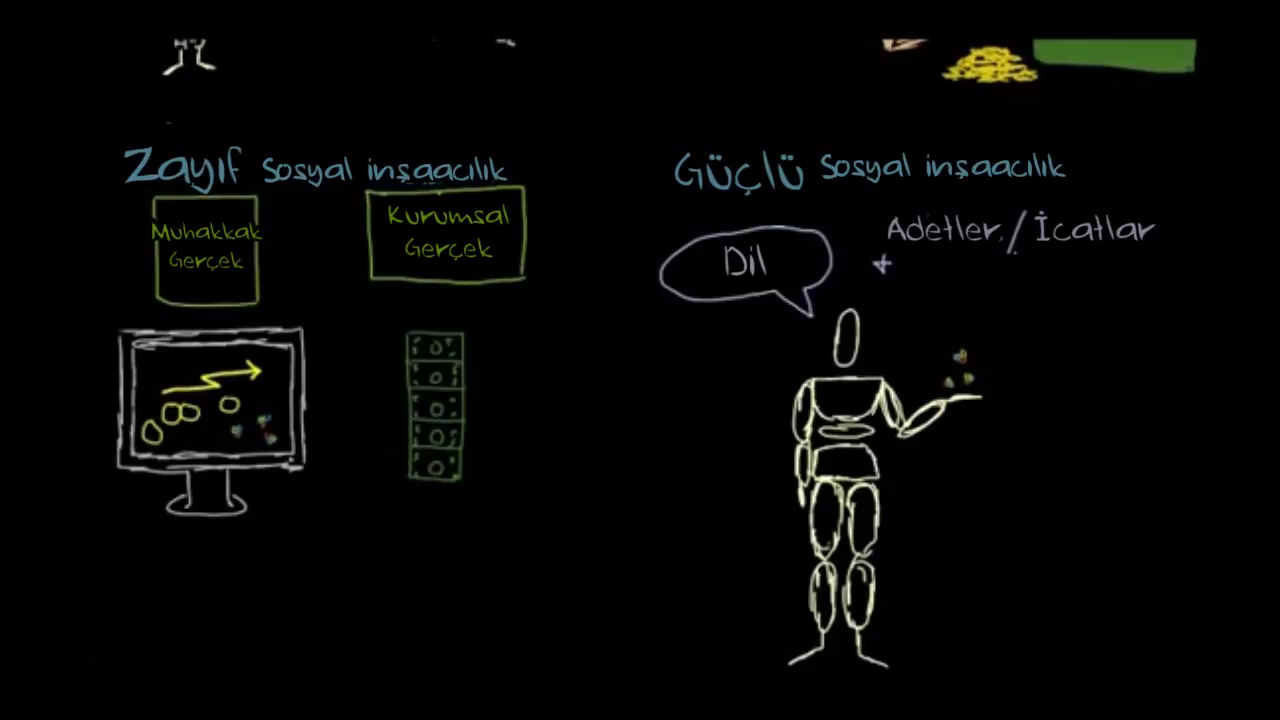 Zayıf Sosyal inşaacılık
Muhakkak
Gerçek
Kurumsal
Gerçek
Güçlü Sosyal inşaacılık
Dil
+
Adetler / İcatlar